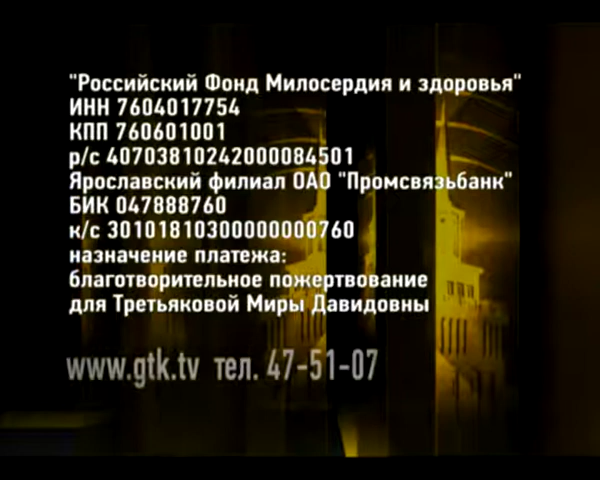 "Российский Фонд Милосердия и здоровья"
ИНН 7604017754
КПП 760601001
р/с 40703810242000084501
Ярославский филиал ОАО "Промсвязьбанк"
БИК 047888760
к/с 30101810300000000760
назначение платежа:
благотворительное пожертвование
для Третьяковой Миры Давидовны
www.gtk.tv тел. 47-51-07